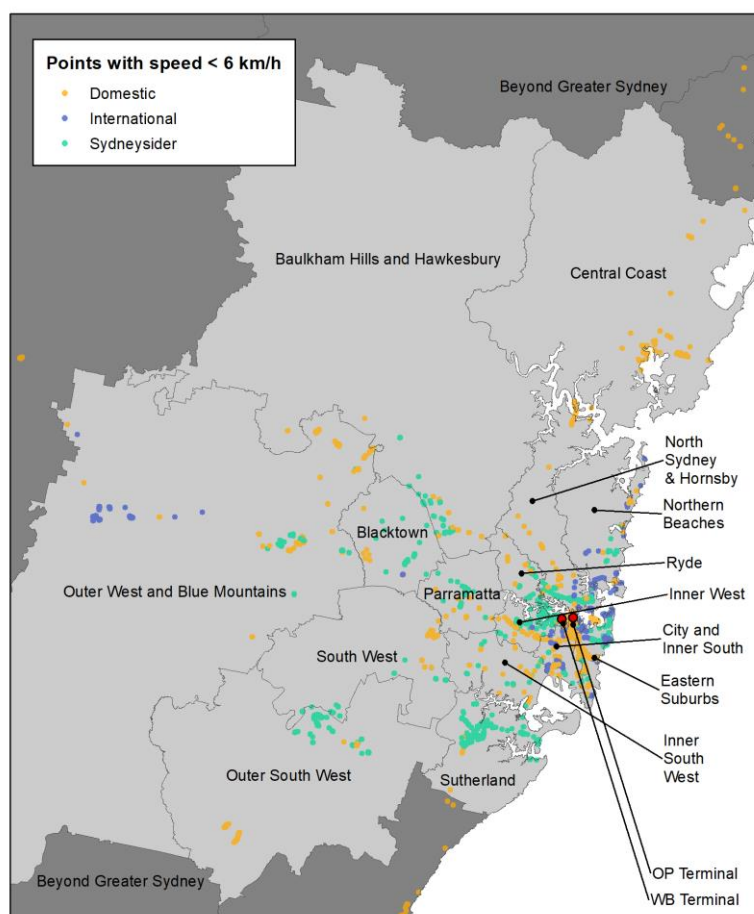 Points with speed < 6 km/h
Domestic
International
Sydneysider
Beyond Greater Sydney
Baulkham Hills and Hawkesbury
Central Coast
North
Sydney
& Hornsby
Northern
Beaches
Blacktown
Ryde
Outer West and Blue Mountains
Parramatta
Inner West
City and
Inner South
South West
Eastern
Suburbs
Inner
South
West
Outer South West
Sutherland
OP Terminal
Beyond Greater Sydney
WB Terminal